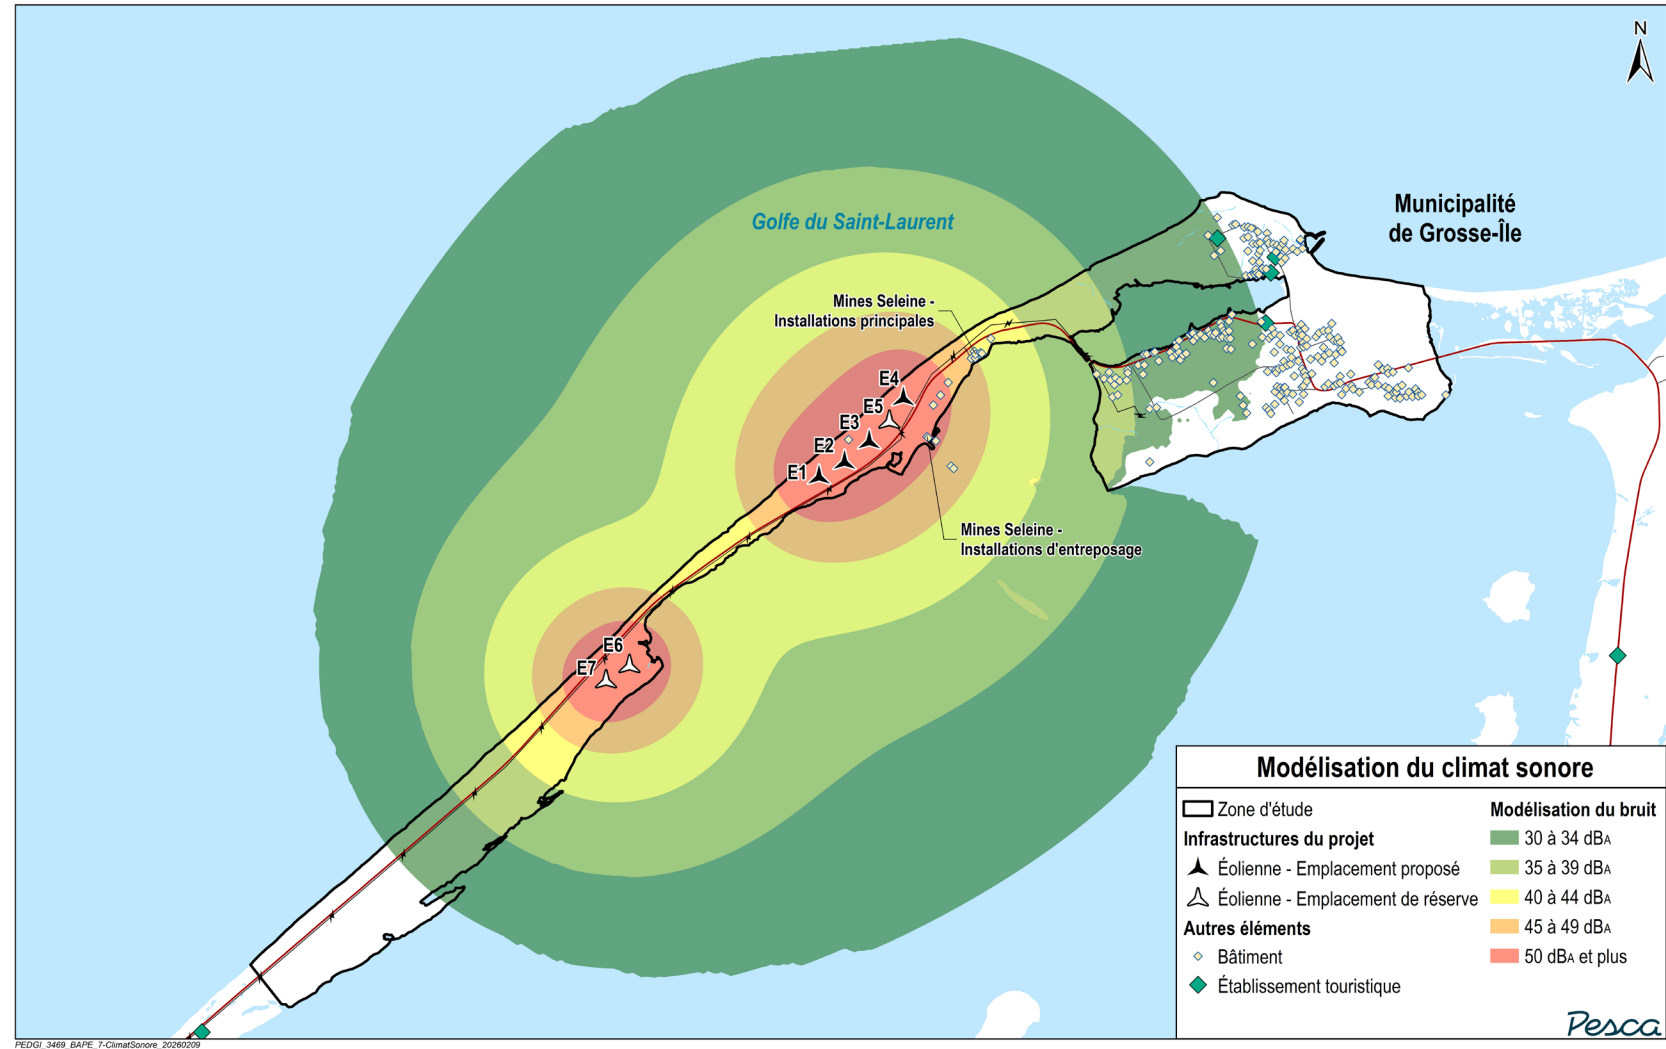 N
Municipalité
de Grosse-Île
Golfe du Saint-Laurent
Mines Seleine -
Installations principales
E4
E5
E3
E2
E1
Mines Seleine -
Installations d'entreposage
E6
E7
Modélisation du climat sonore
Zone d'étude
Infrastructures du projet
Éolienne - Emplacement proposé
Éolienne - Emplacement de réserve
Autres éléments
Bâtiment
Établissement touristique
Modélisation du bruit
30 à 34 dBA
35 à 39 dBA
40 à 44 dBA
45 à 49 dBA
50 dBA et plus
Pesca
PEDGI_3469_BAPE_7-ClimatSonore_20260209